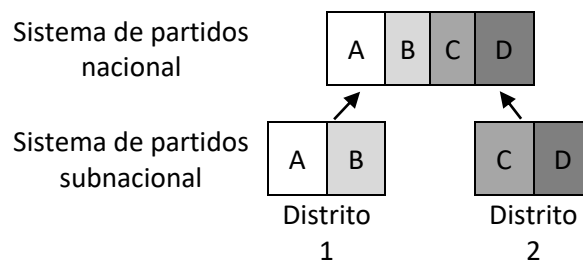 Sistema de partidos
nacional
A B C D
Sistema de partidos
subnacional
A B C D
Distrito
1
Distrito
2